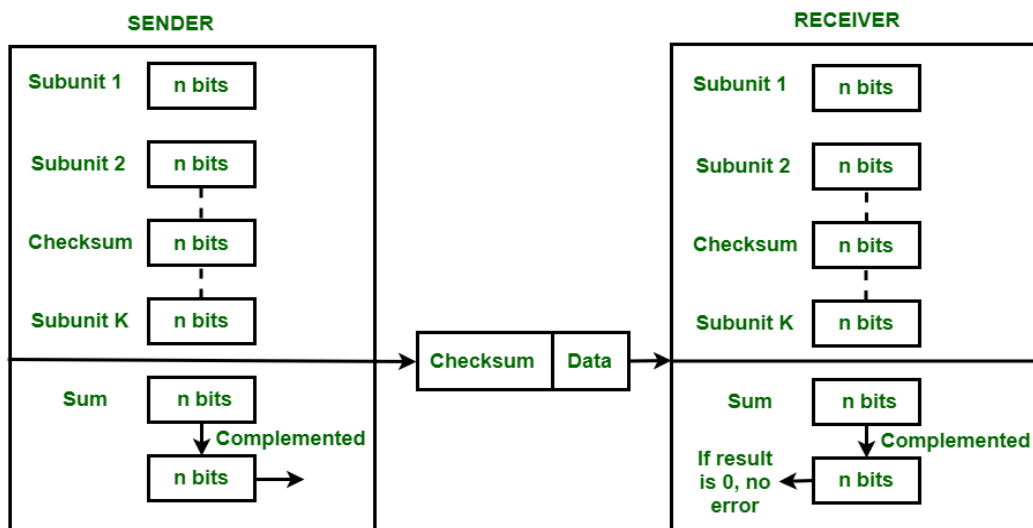 SENDER
Subunit 1
n bits
Subunit 2
n bits
Checksum
n bits
Subunit K
n bits
Sum
n bits
Complemented
n bits
Checksum
Data
RECEIVER
Subunit 1
n bits
Subunit 2
n bits
Checksum
n bits
Subunit K
n bits
Sum
n bits
Complemented
If result
is 0, no
error
n bits